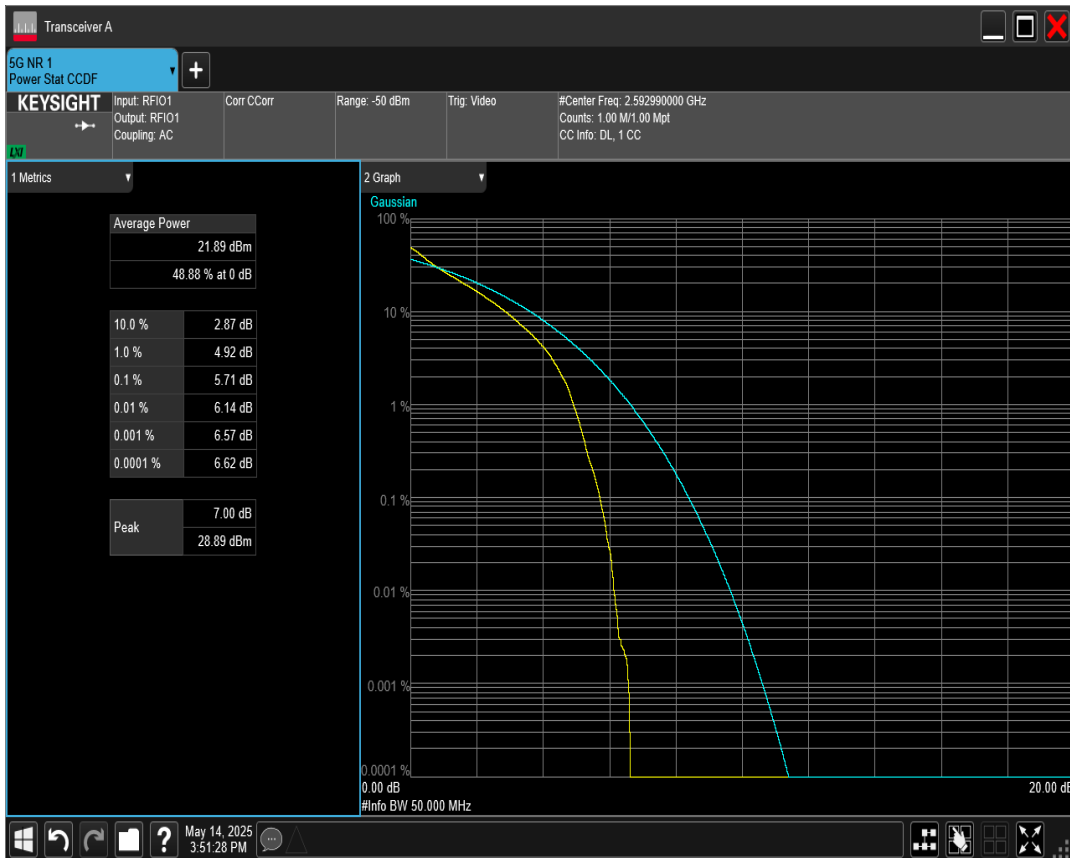 Transceiver A
5G NR 1
Power Stat CCDF
+
KEYSIGHT
LXI
Input: RFIO1
Output: RFIO1
Coupling: AC
Corr CCorr
Range: -50 dBm
Trig: Video
#Center Freq: 2.592990000 GHz
Counts: 1.00 M/1.00 Mpt
CC Info: DL, 1 CC
1 Metrics
Average Power
21.89 dBm
48.88 % at 0 dB
10.0 % 2.87 dB
1.0 % 4.92 dB
0.1 % 5.71 dB
0.01 % 6.14 dB
0.001 % 6.57 dB
0.0001 % 6.62 dB
Peak
7.00 dB
28.89 dBm
2 Graph
Gaussian
100 %
10 %
1 %
0.1 %
0.01 %
0.001 %
0.0001 %
0.00 dB 20.00 dB
#Info BW 50.000 MHz
?
May 14, 2025
3:51:28 PM